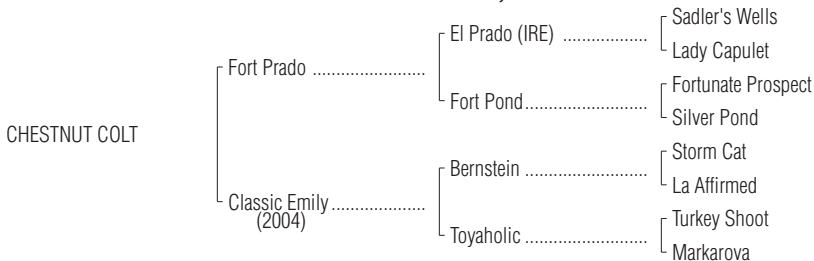 Sadler's Wells
El Prado (IRE) ..................
Lady Capulet
Fort Prado .........................
Fortunate Prospect
Fort Pond...........................
Silver Pond
CHESTNUT COLT
Storm Cat
Bernstein ...........................
La Affirmed
Classic Emily.....................
(2004)
Turkey Shoot
Toyaholic ...........................
Markarova